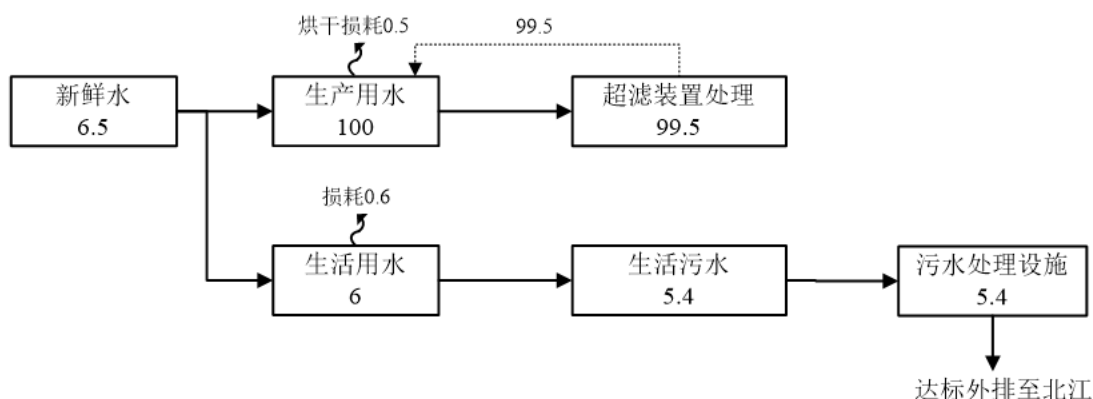 烘干损耗0.5
99.5
新鲜水
6.5
生产用水
100
超滤装置处理
99.5
损耗0.6
生活用水
6
生活污水
5.4
污水处理设施
5.4
达标外排至北江